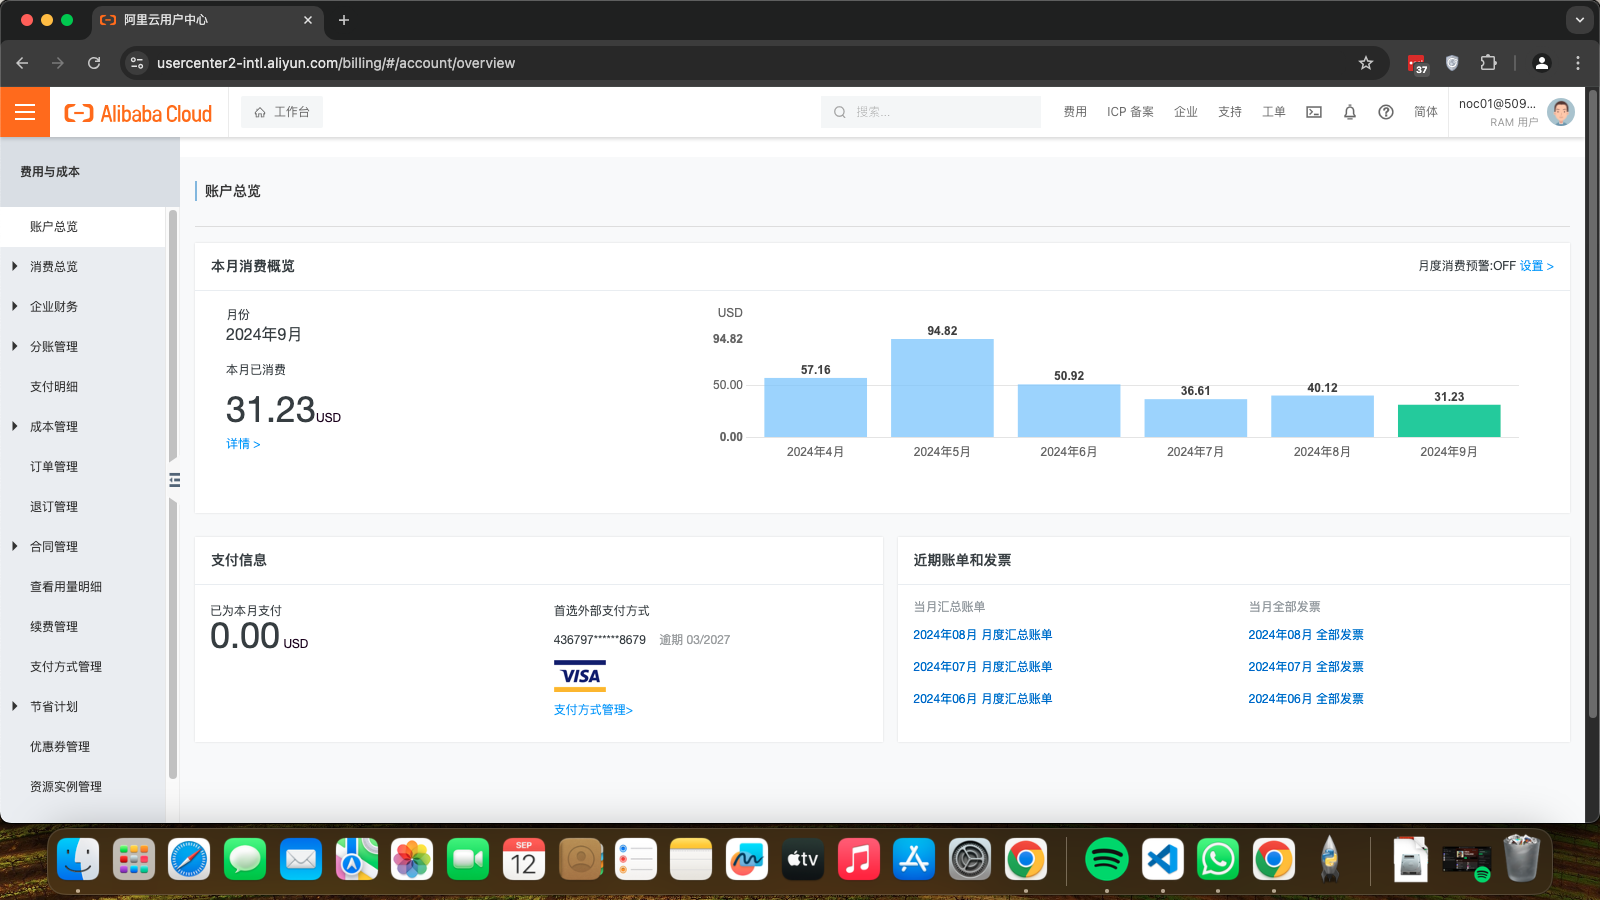 阿里云用户中心
usercenter2-intl.aliyun.com/billing/#/account/overview
37
Alibaba Cloud
工作台
搜索...
费用
ICP 备案
企业
支持
工单
简体
noc01@509...
RAM 用户
费用与成本
账户总览
消费总览
企业财务
分账管理
支付明细
成本管理
订单管理
退订管理
合同管理
查看用量明细
续费管理
支付方式管理
节省计划
优惠券管理
资源实例管理
账户总览
本月消费概览
月度消费预警:OFF 设置 >
月份
2024年9月
本月已消费
31.23 USD
详情 >
USD
94.82
50.00
0.00
57.16
94.82
50.92
36.61
40.12
31.23
2024年4月
2024年5月
2024年6月
2024年7月
2024年8月
2024年9月
支付信息
已为本月支付
0.00 USD
首选外部支付方式
436797******8679 逾期 03/2027
VISA
支付方式管理>
近期账单和发票
当月汇总账单
2024年08月 月度汇总账单
2024年07月 月度汇总账单
2024年06月 月度汇总账单
当月全部发票
2024年08月 全部发票
2024年07月 全部发票
2024年06月 全部发票
SEP
12
tv